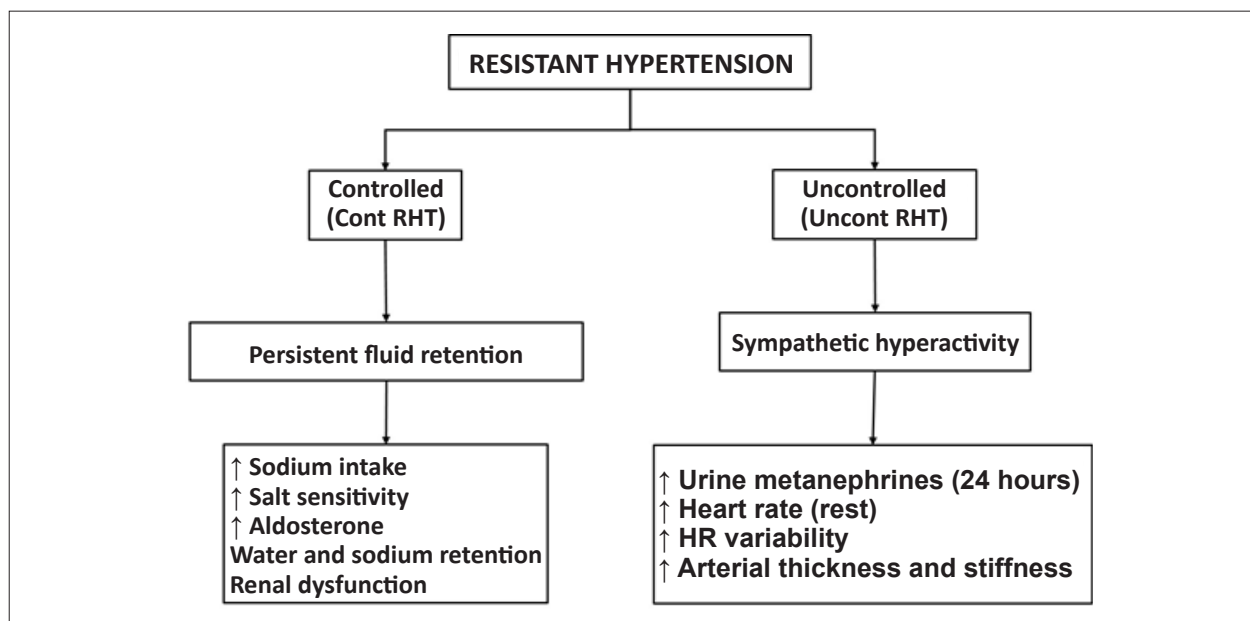 RESISTANT HYPERTENSION
Controlled
(Cont RHT)
Uncontrolled
(Uncont RHT)
Persistent fluid retention
Sympathetic hyperactivity
↑ Sodium intake
↑ Salt sensitivity
↑ Aldosterone
Water and sodium retention
Renal dysfunction
↑ Urine metanephrines (24 hours)
↑ Heart rate (rest)
↑ HR variability
↑ Arterial thickness and stiffness